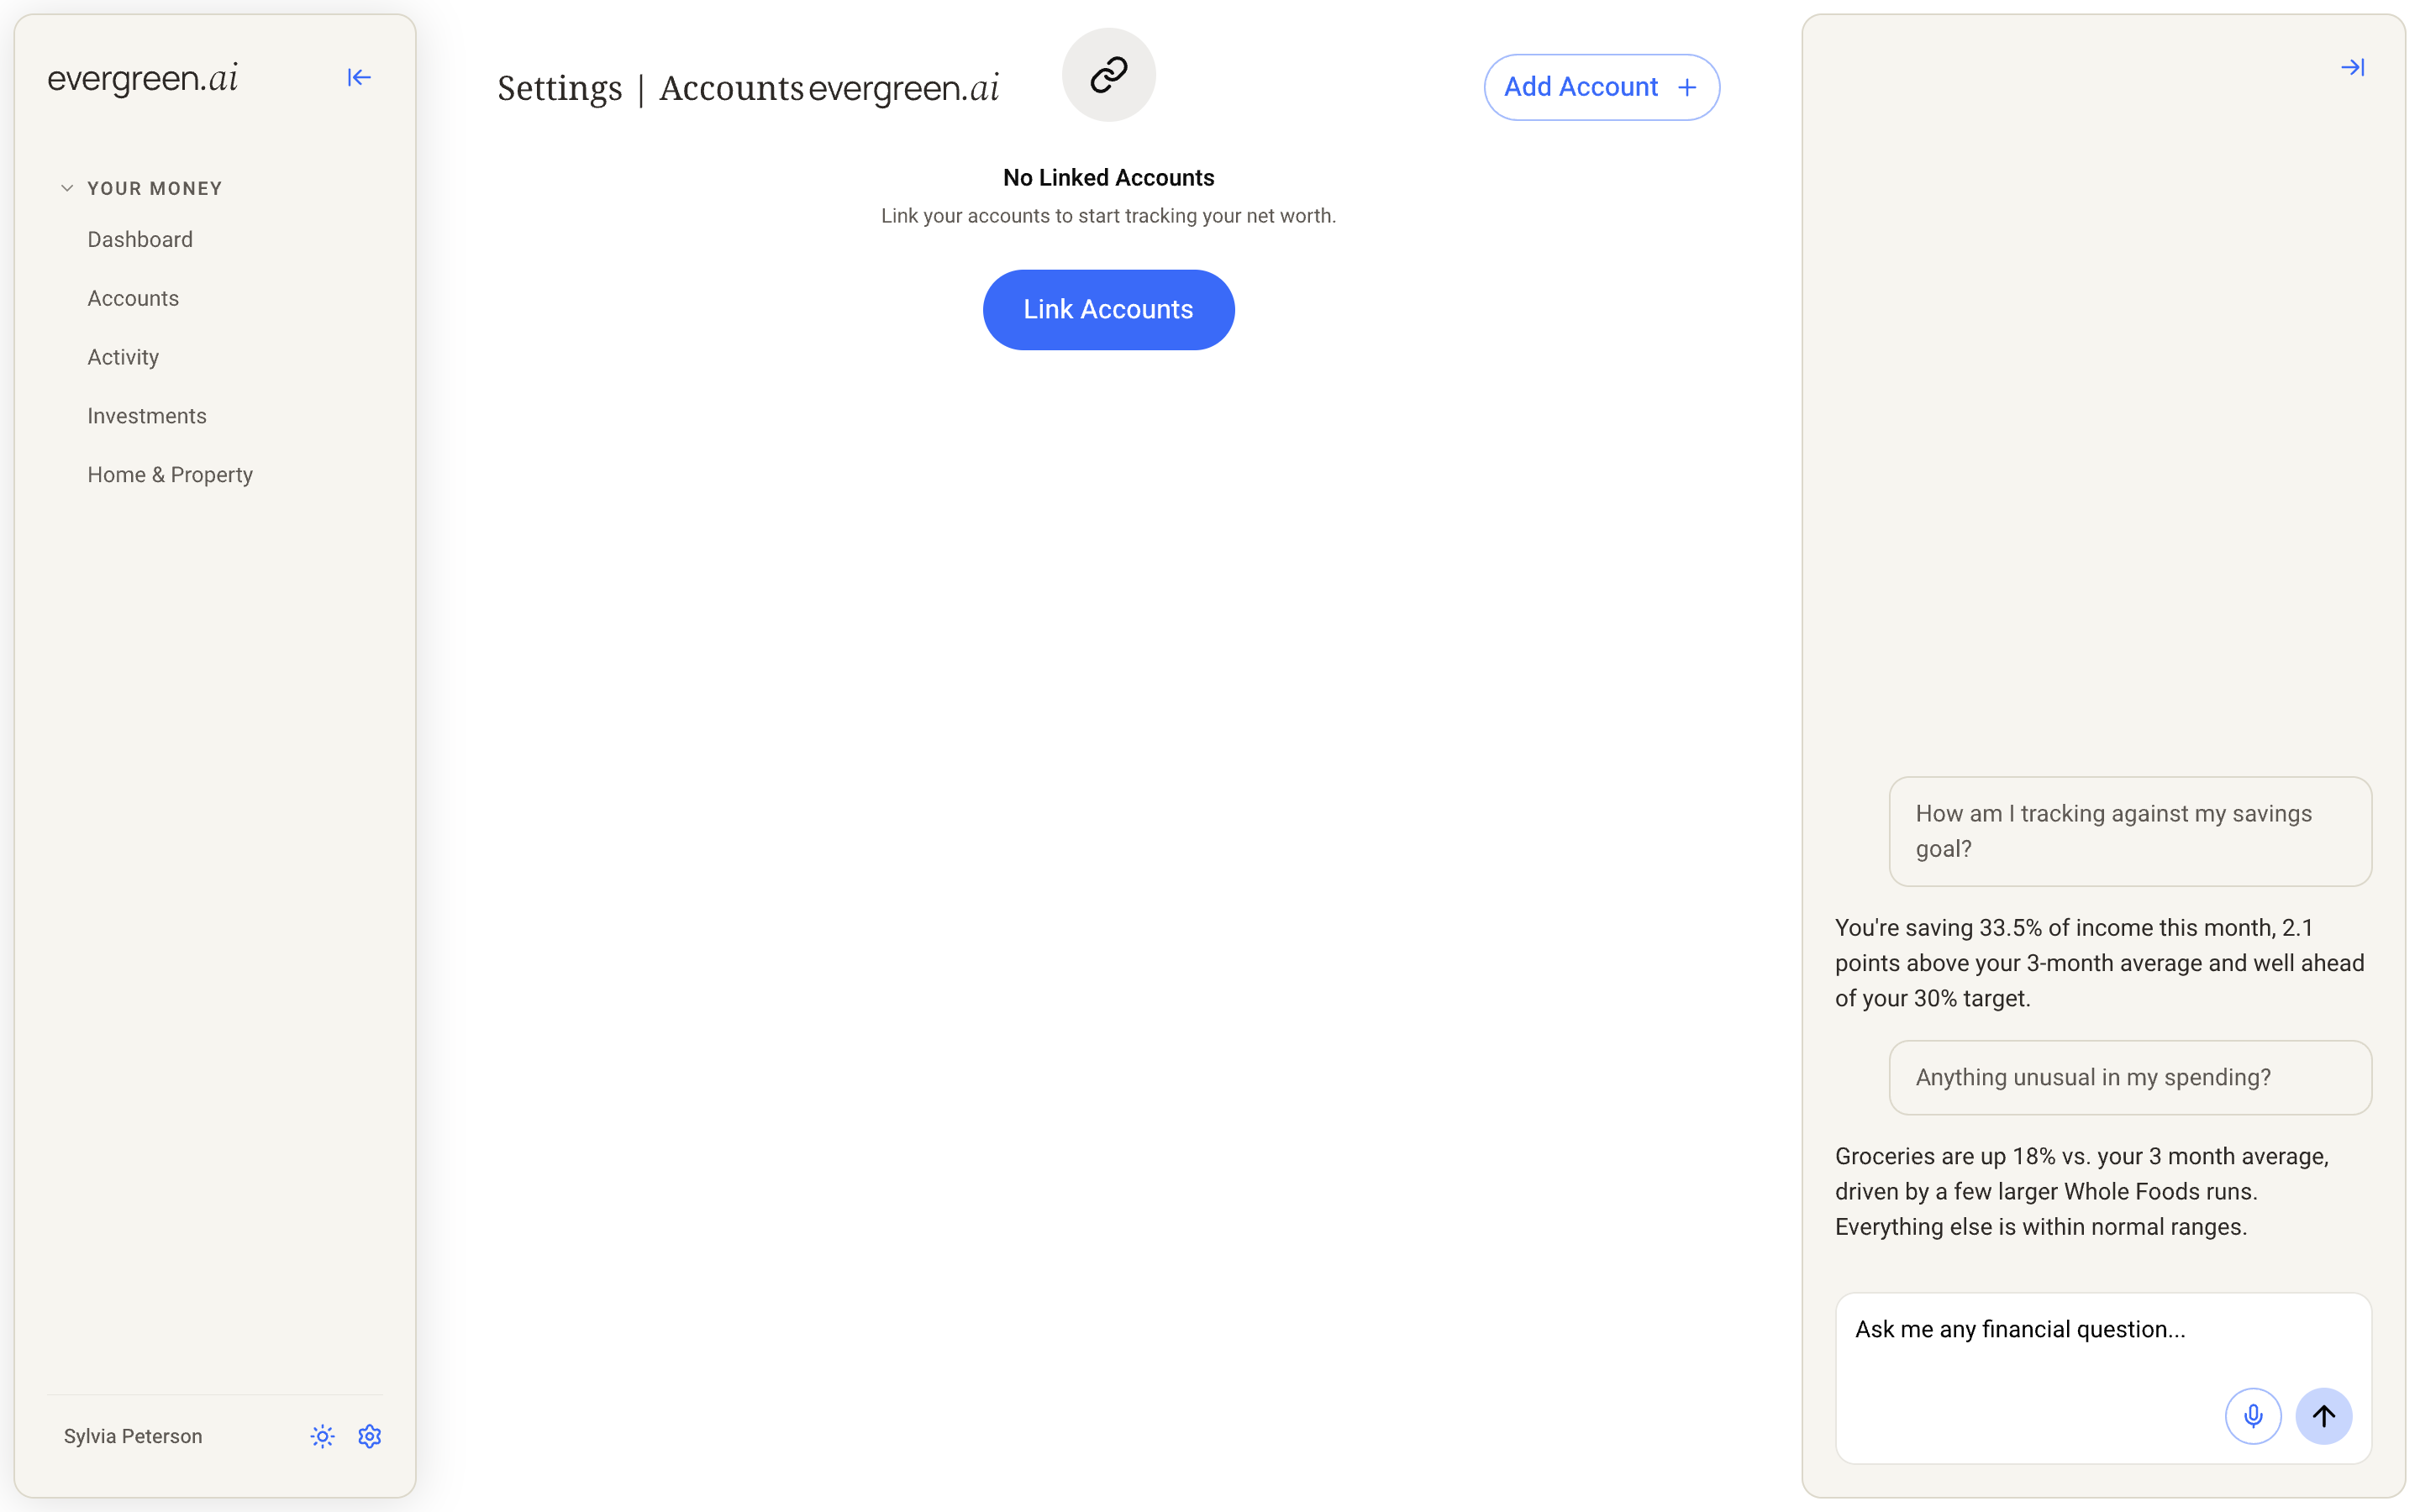 evergreen.ai
YOUR MONEY
Dashboard
Accounts
Activity
Investments
Home & Property
Sylvia Peterson
Settings | Accounts evergreen.ai
Add Account
No Linked Accounts
Link your accounts to start tracking your net worth.
Link Accounts
How am I tracking against my savings
goal?
You're saving 33.5% of income this month, 2.1
points above your 3-month average and well ahead
of your 30% target.
Anything unusual in my spending?
Groceries are up 18% vs. your 3 month average,
driven by a few larger Whole Foods runs.
Everything else is within normal ranges.
Ask me any financial question...